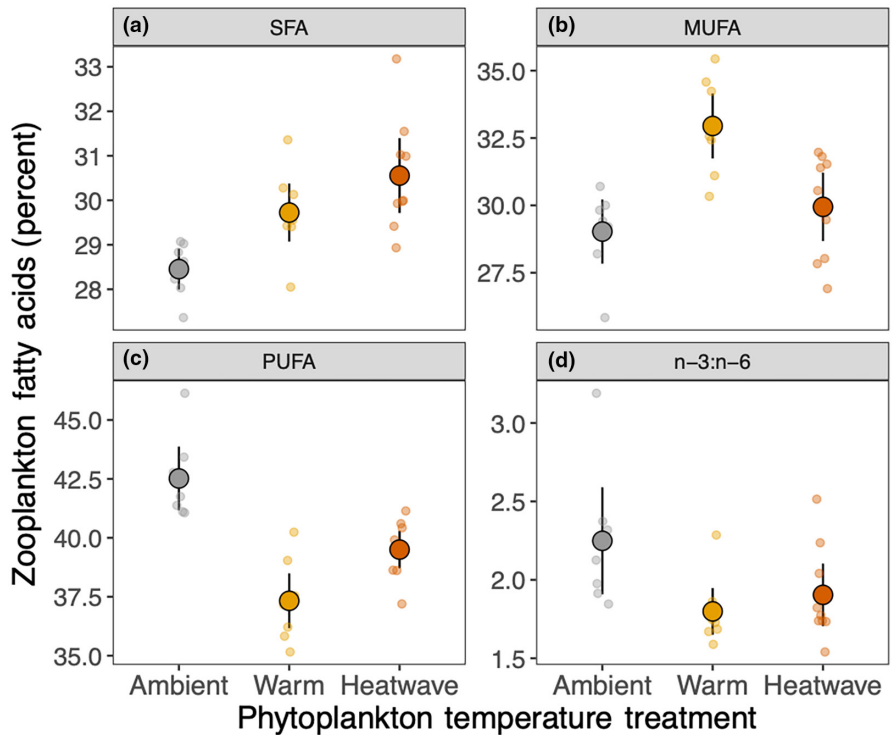 (a) SFA
(b) MUFA
33
32
31
30
29
28
35.0
32.5
30.0
27.5
(c) PUFA
(d) n−3:n−6
45.0
42.5
40.0
37.5
35.0
3.0
2.5
2.0
1.5
Ambient Warm Heatwave
Ambient Warm Heatwave
Zooplankton fatty acids (percent)
Phytoplankton temperature treatment